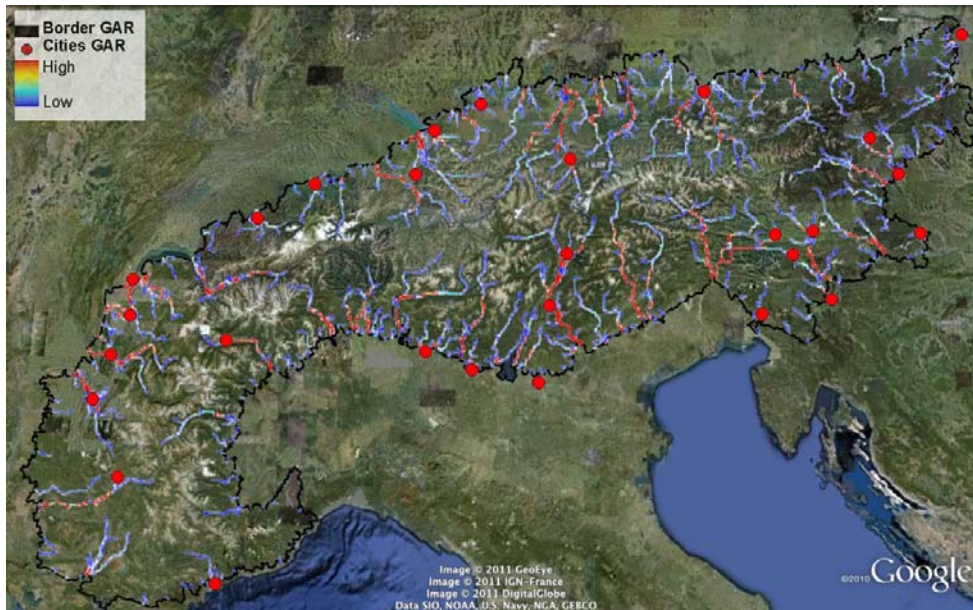 Border GAR
Cities GAR
High
Low
Image © 2011 GeoEye
Image © 2011 IGN-France
Image © 2011 DigitalGlobe
Data SIO, NOAA, U.S. Navy, NGA, GEBCO
©2010 Google